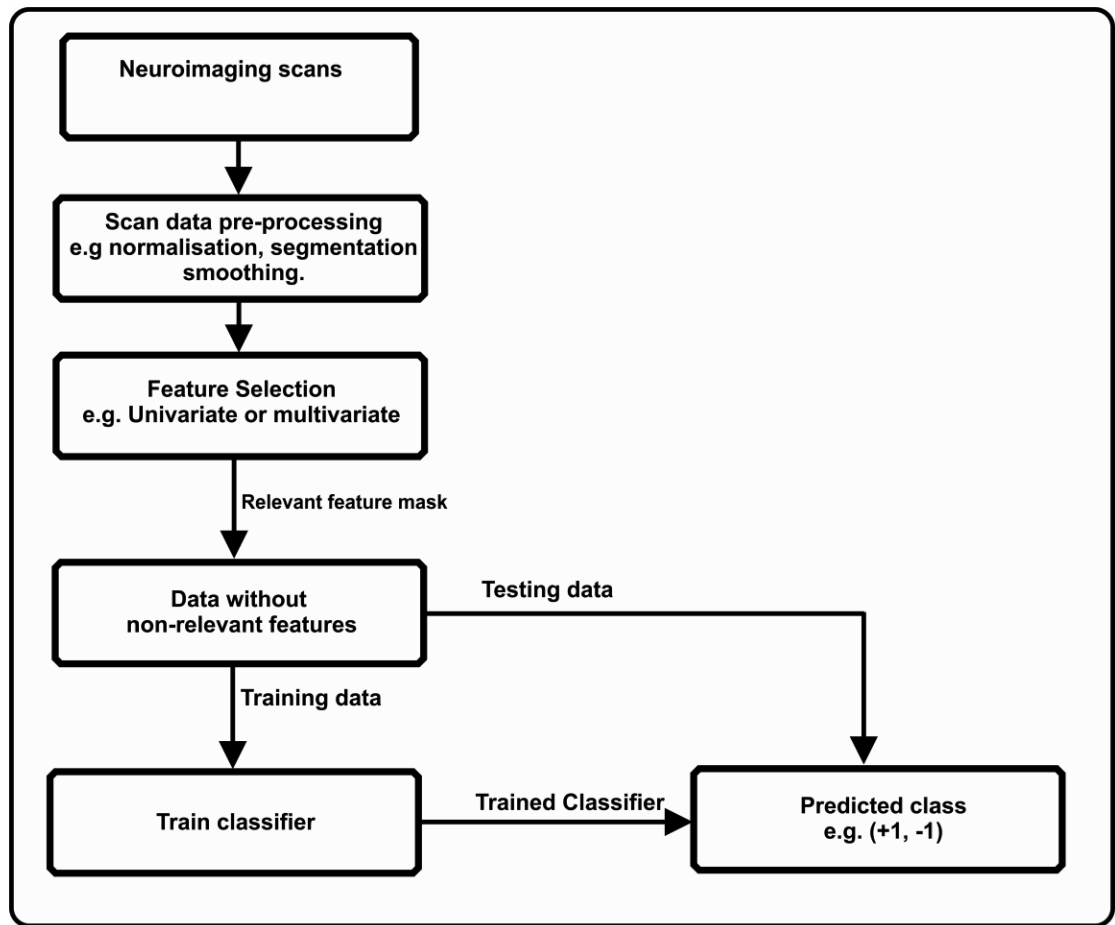 Neuroimaging scans
Scan data pre-processing
e.g normalisation, segmentation
smoothing.
Feature Selection
e.g. Univariate or multivariate
Relevant feature mask
Data without
non-relevant features
Testing data
Training data
Train classifier
Trained Classifier
Predicted class
e.g. (+1, -1)